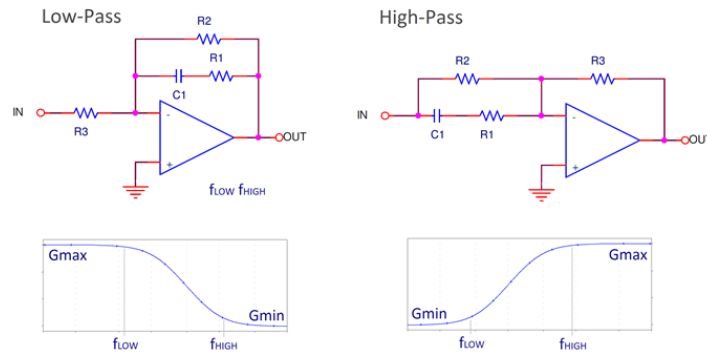 Low-Pass
R2
R1
C1
IN
R3
-
+
OUT
fLOW fHIGH
Gmax
Gmin
fLOW
fHIGH
High-Pass
R2
R3
IN
C1
R1
-
+
OUT
Gmax
Gmin
fLOW
fHIGH